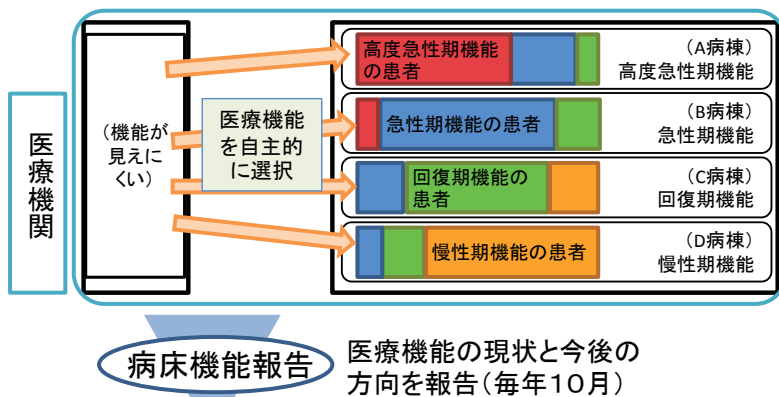 医療機関
(機能が
見えに
くい)
医療機能
を自主的
に選択
高度急性期機能
の患者
(A病棟)
高度急性期機能
急性期機能の患者
(B病棟)
急性期機能
回復期機能の
患者
(C病棟)
回復期機能
慢性期機能の患者
(D病棟)
慢性期機能
病床機能報告
医療機能の現状と今後の
方向を報告(毎年10月)